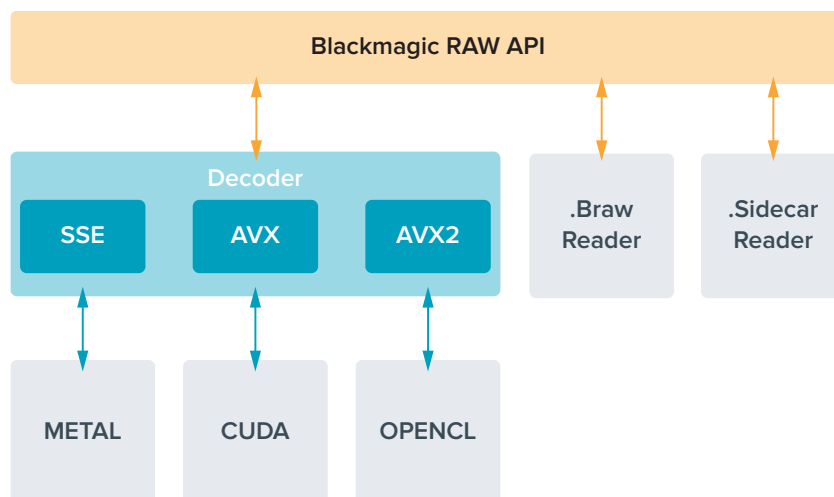 Blackmagic RAW API
Decoder
SSE
AVX
AVX2
.Braw
Reader
.Sidecar
Reader
METAL
CUDA
OPENCL